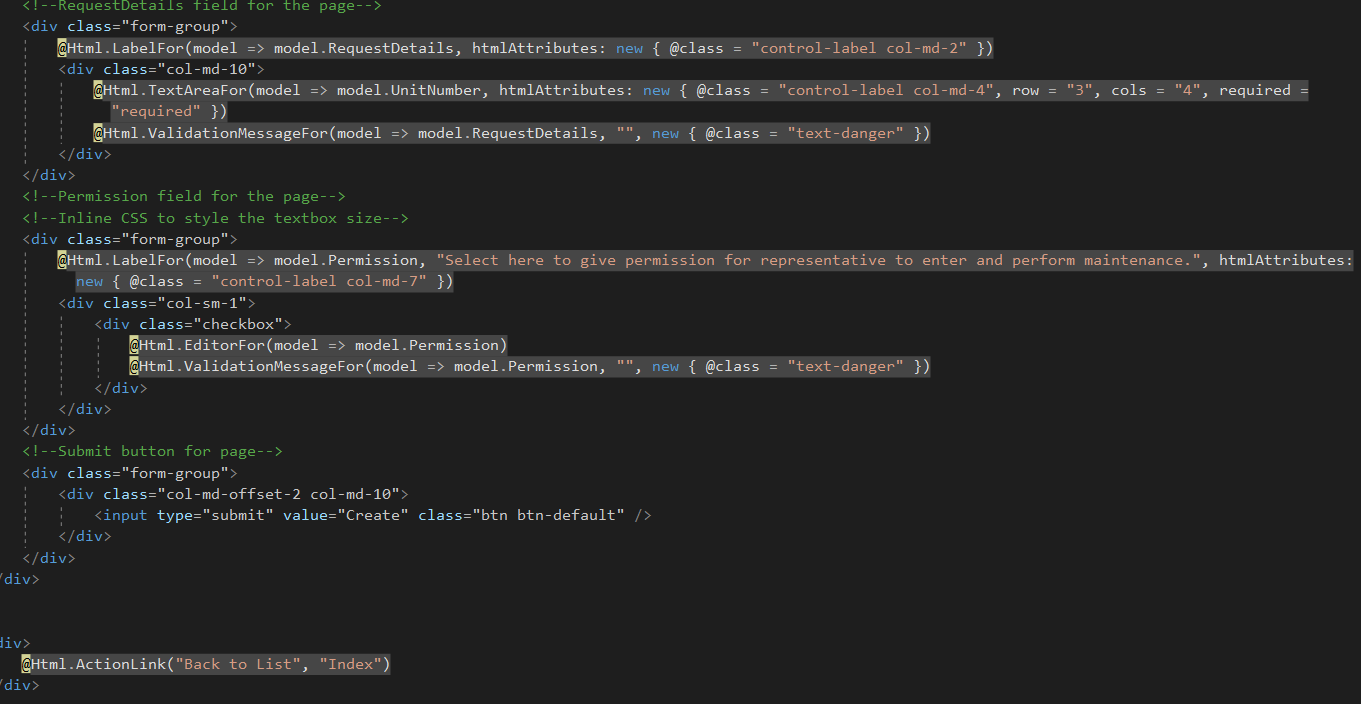 <!--RequestDetails field for the page-->
<div class="form-group">
@Html.LabelFor(model => model.RequestDetails, htmlAttributes: new { @class = "control-label col-md-2" })
<div class="col-md-10">
@Html.TextAreaFor(model => model.UnitNumber, htmlAttributes: new { @class = "control-label col-md-4", row = "3", cols = "4", required =
"required" })
@Html.ValidationMessageFor(model => model.RequestDetails, "", new { @class = "text-danger" })
</div>
</div>
<!--Permission field for the page-->
<!--Inline CSS to style the textbox size-->
<div class="form-group">
@Html.LabelFor(model => model.Permission, "Select here to give permission for representative to enter and perform maintenance.", htmlAttributes:
new { @class = "control-label col-md-7" })
<div class="col-sm-1">
<div class="checkbox">
@Html.EditorFor(model => model.Permission)
@Html.ValidationMessageFor(model => model.Permission, "", new { @class = "text-danger" })
</div>
</div>
</div>
<!--Submit button for page-->
<div class="form-group">
<div class="col-md-offset-2 col-md-10">
<input type="submit" value="Create" class="btn btn-default" />
</div>
</div>
/div>
div>
@Html.ActionLink("Back to List", "Index")
/div>